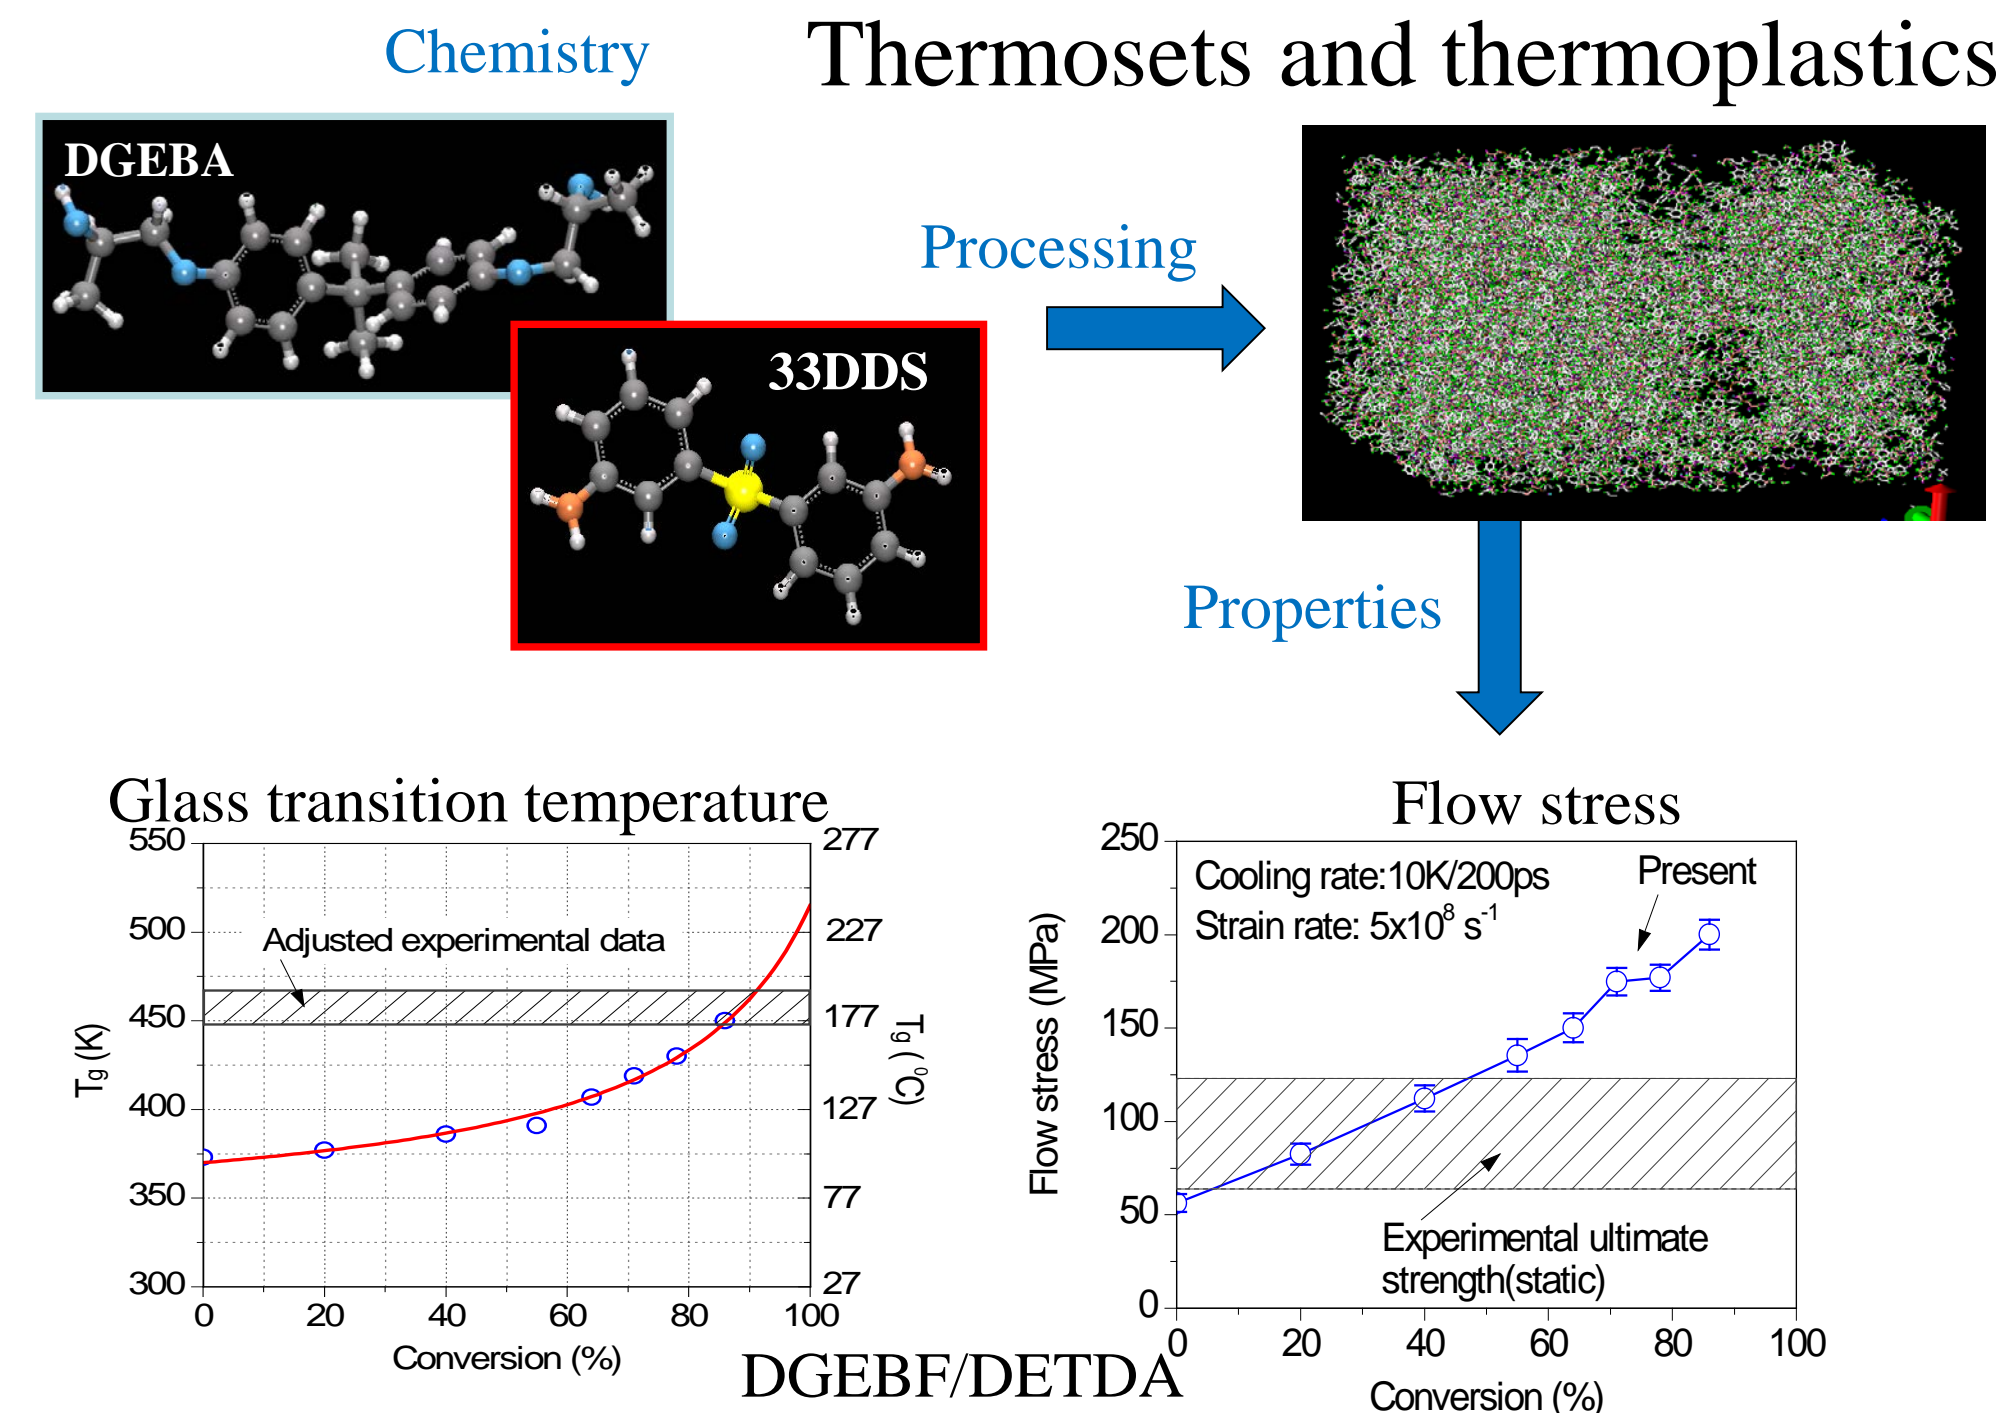 Chemistry
Thermosets and thermoplastics
DGEBA
33DDS
Processing
Properties
Glass transition temperature
550
500
450
400
350
300
277
227
177
127
77
27
Adjusted experimental data
Tg (K)
Tg (⁰C)
0 20 40 60 80 100
Conversion (%)
Flow stress
250
200
150
100
50
0
Cooling rate:10K/200ps
Strain rate: 5x10⁸ s⁻¹
Present
Flow stress (MPa)
Experimental ultimate
strength(static)
0 20 40 60 80 100
Conversion (%)
DGEBF/DETDA